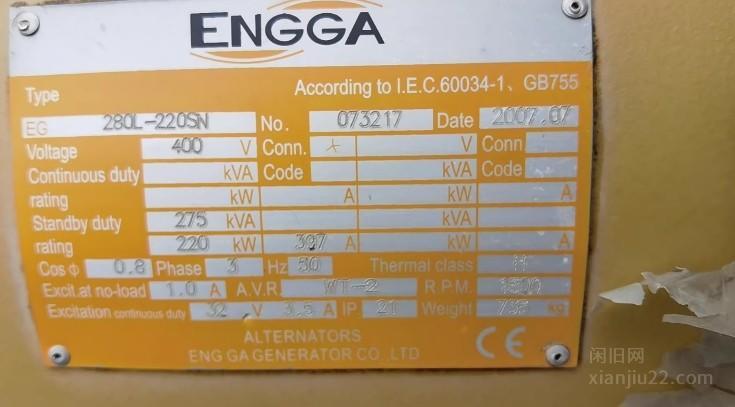 ENGGA
Type According to I.E.C.60034-1、GB755
EG 280L-220SN No. 073217 Date 2007.07
Voltage 400 V Conn. V Conn
Continuous duty kVA Code kVA Code
rating kW A kW A
Standby duty 275 kVA kVA
rating 220 kW 397 A kW A
Cos φ 0.8 Phase 3 Hz 50 Thermal class H
Excit.at no-load 1.0 A A.V.R. WT-2 R.P.M. 1500
Excitation continuous duty 32 V 3.5 A IP 21 Weight KG
ALTERNATORS
ENG GA GENERATOR CO.,LTD CE
闲旧网
xianjiu22.com